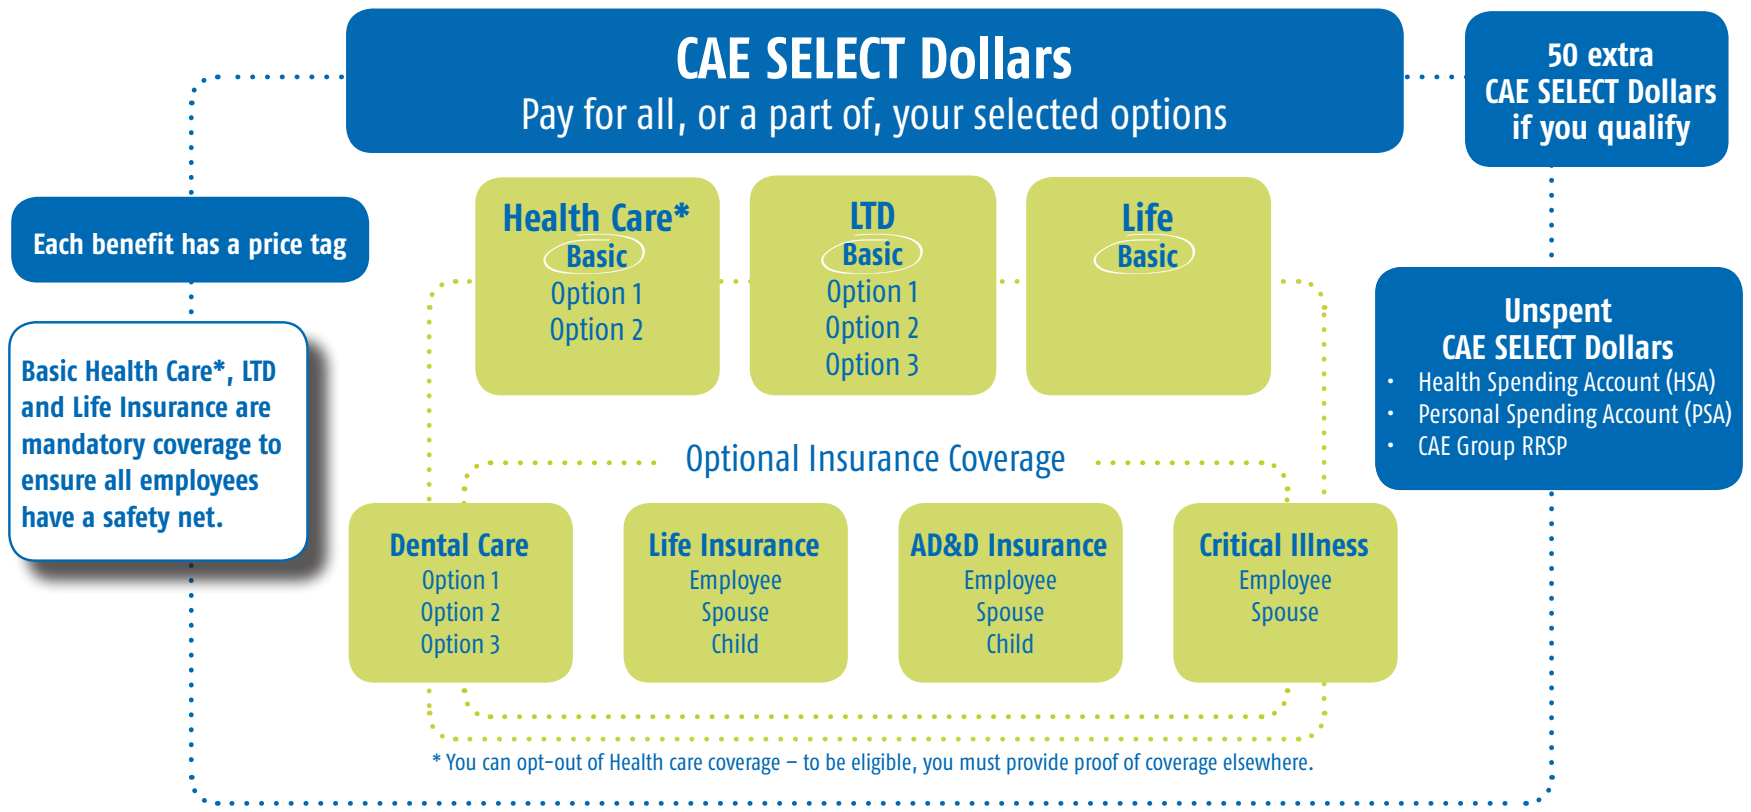 CAE SELECT Dollars
Pay for all, or a part of, your selected options
50 extra
CAE SELECT Dollars
if you qualify
Each benefit has a price tag
Basic Health Care*, LTD
and Life Insurance are
mandatory coverage to
ensure all employees
have a safety net.
Health Care*
Basic
Option 1
Option 2
LTD
Basic
Option 1
Option 2
Option 3
Life
Basic
Unspent
CAE SELECT Dollars
• Health Spending Account (HSA)
• Personal Spending Account (PSA)
• CAE Group RRSP
Optional Insurance Coverage
Dental Care
Option 1
Option 2
Option 3
Life Insurance
Employee
Spouse
Child
AD&D Insurance
Employee
Spouse
Child
Critical Illness
Employee
Spouse
* You can opt-out of Health care coverage – to be eligible, you must provide proof of coverage elsewhere.